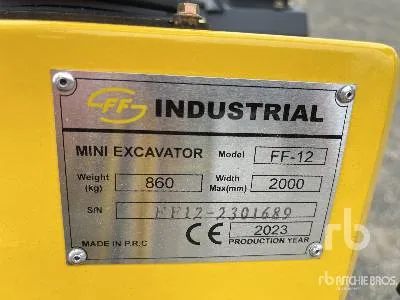 FF INDUSTRIAL
MINI EXCAVATOR Model FF-12
Weight (kg) 860 Width Max(mm) 2000
S/N FF12-2301689
MADE IN P.R.C CE 2023
PRODUCTION YEAR
rb
RITCHIE BROS